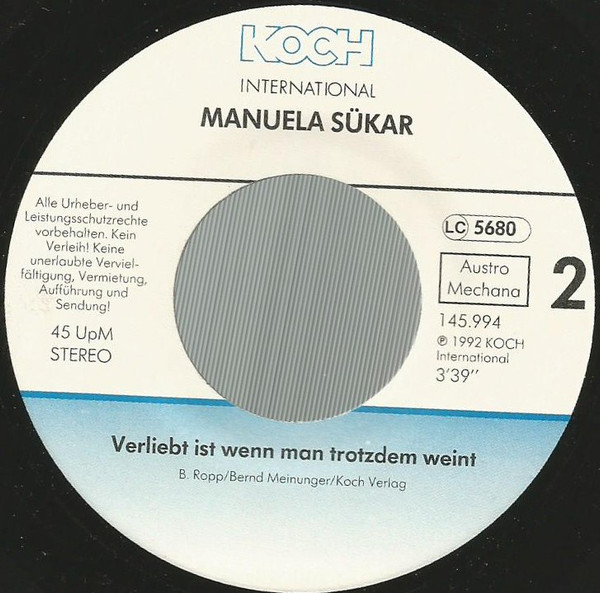 KOCH
INTERNATIONAL
MANUELA SÜKAR
Alle Urheber- und
Leistungsschutzrechte
vorbehalten. Kein
Verleih! Keine
unerlaubte Verviel-
fältigung, Vermietung,
Aufführung und
Sendung!
45 UpM
STEREO
LC 5680
Austro
Mechana
2
145.994
℗ 1992 KOCH
International
3'39"
Verliebt ist wenn man trotzdem weint
B. Ropp/Bernd Meinunger/Koch Verlag